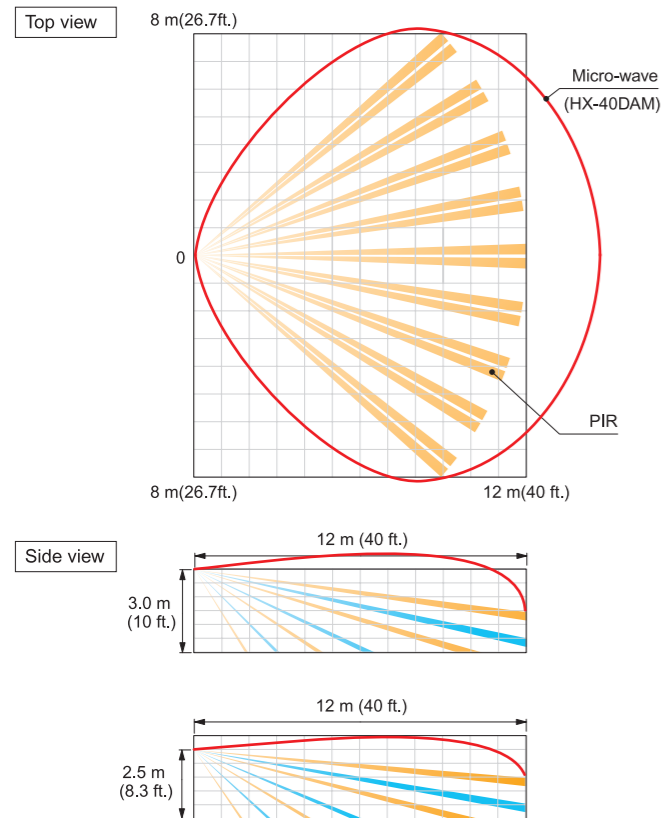 Top view
8 m(26.7ft.)
Micro-wave
(HX-40DAM)
0
PIR
8 m(26.7ft.)
12 m(40 ft.)
Side view
12 m (40 ft.)
3.0 m
(10 ft.)
12 m (40 ft.)
2.5 m
(8.3 ft.)